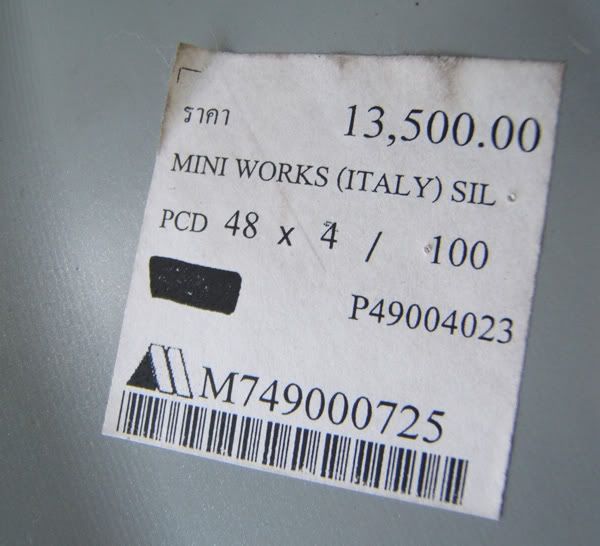 ราคา 13,500.00
MINI WORKS (ITALY) SIL
PCD 48 x 4 / 100
P49004023
M749000725